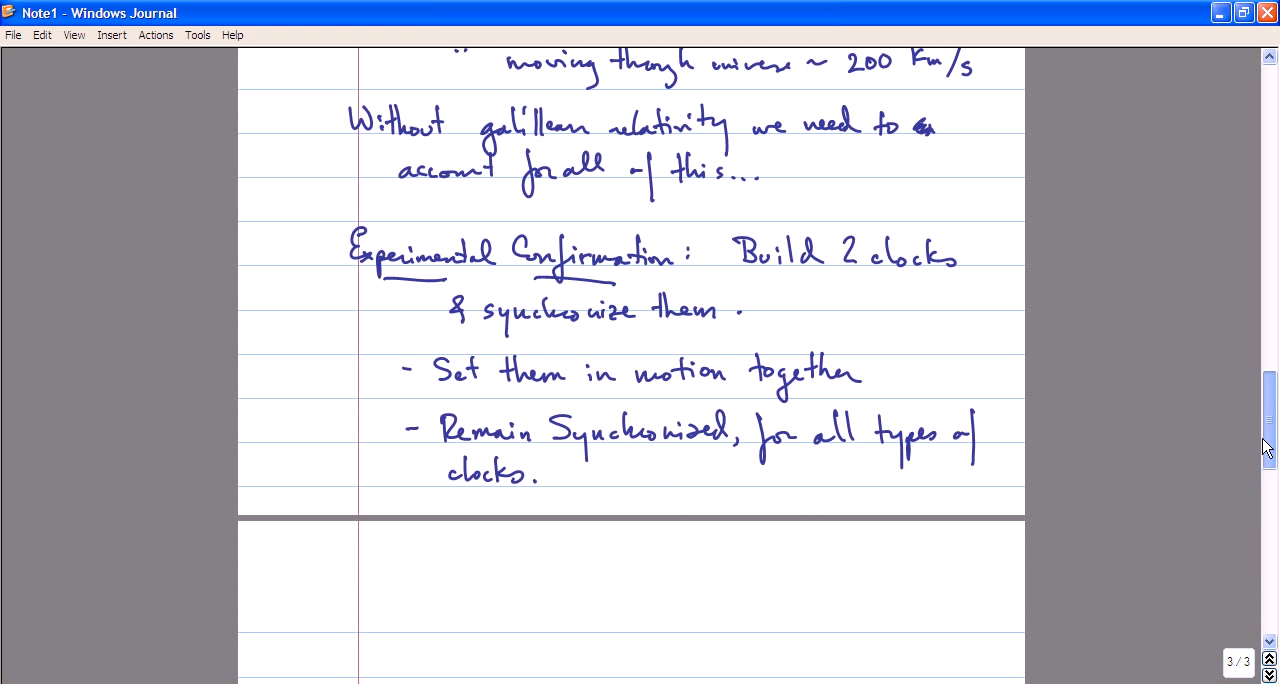 Note1 - Windows Journal
File Edit View Insert Actions Tools Help
moving though universe ~ 200 Km/s
Without galillean relativity we need to
account for all of this...
Experimental Confirmation: Build 2 clocks
& synchronize them.
- Set them in motion together
- Remain Synchronized, for all types of
clocks.
3 / 3